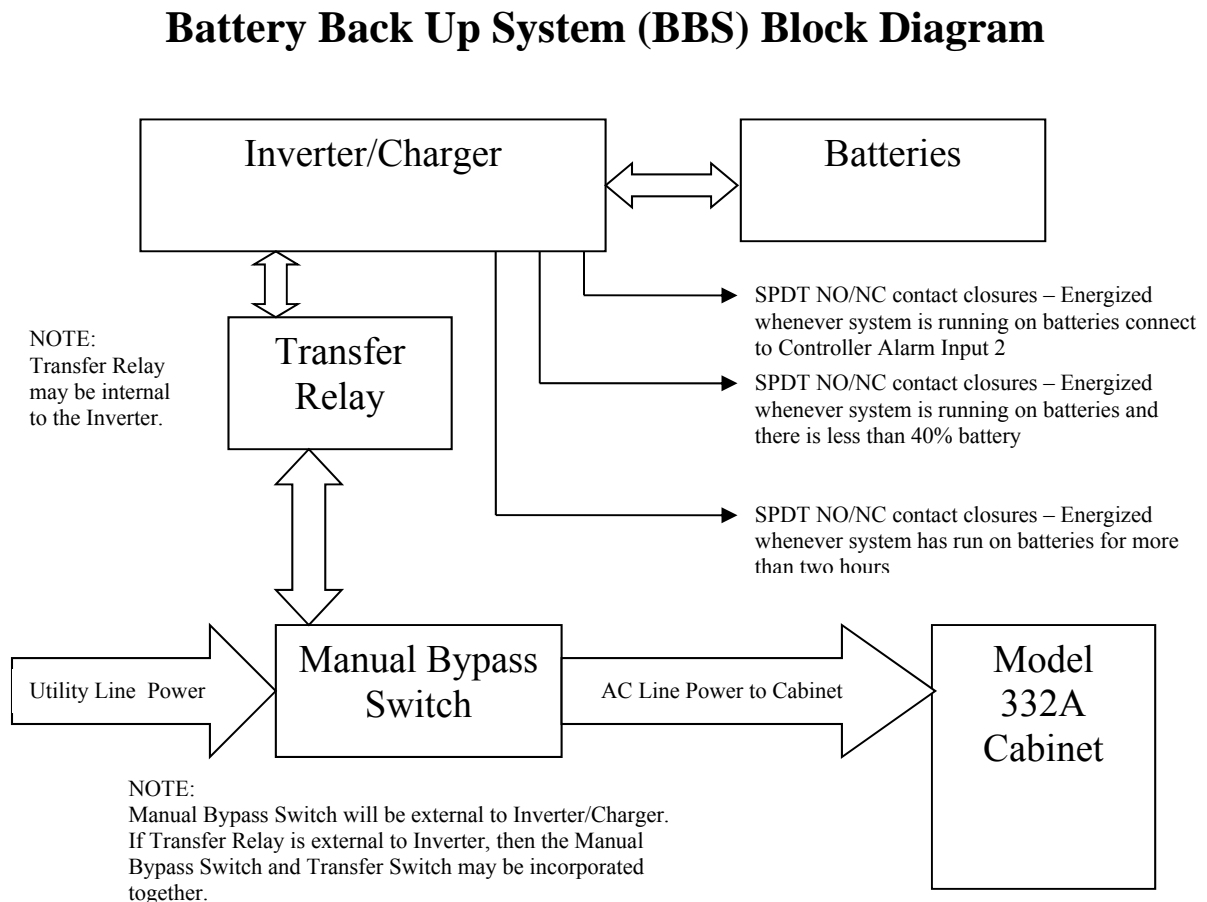 Battery Back Up System (BBS) Block Diagram
Inverter/Charger
Batteries
SPDT NO/NC contact closures – Energized
whenever system is running on batteries connect
to Controller Alarm Input 2
NOTE:
Transfer Relay
may be internal
to the Inverter.
Transfer
Relay
SPDT NO/NC contact closures – Energized
whenever system is running on batteries and
there is less than 40% battery
SPDT NO/NC contact closures – Energized
whenever system has run on batteries for more
than two hours
Utility Line Power
Manual Bypass
Switch
AC Line Power to Cabinet
Model
332A
Cabinet
NOTE:
Manual Bypass Switch will be external to Inverter/Charger.
If Transfer Relay is external to Inverter, then the Manual
Bypass Switch and Transfer Switch may be incorporated
together.